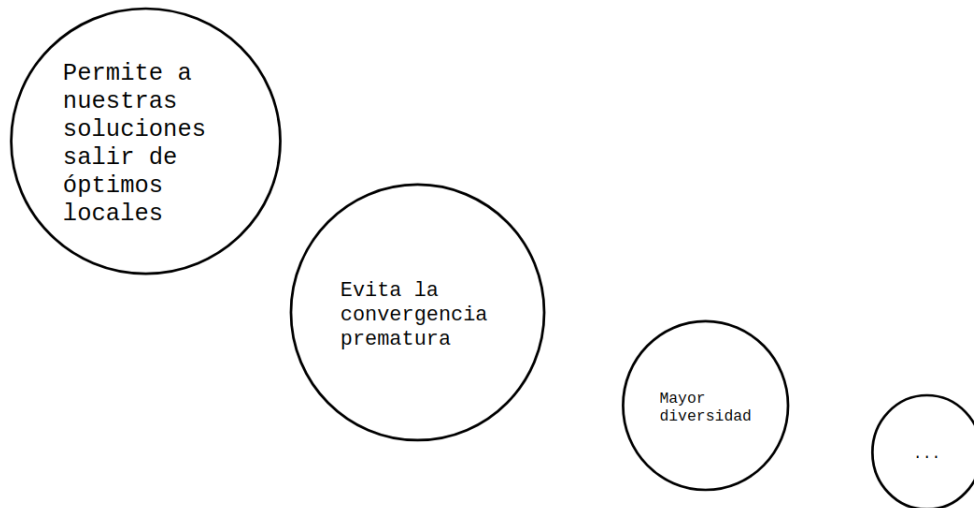 Permite a
nuestras
soluciones
salir de
óptimos
locales
Evita la
convergencia
prematura
Mayor
diversidad
...